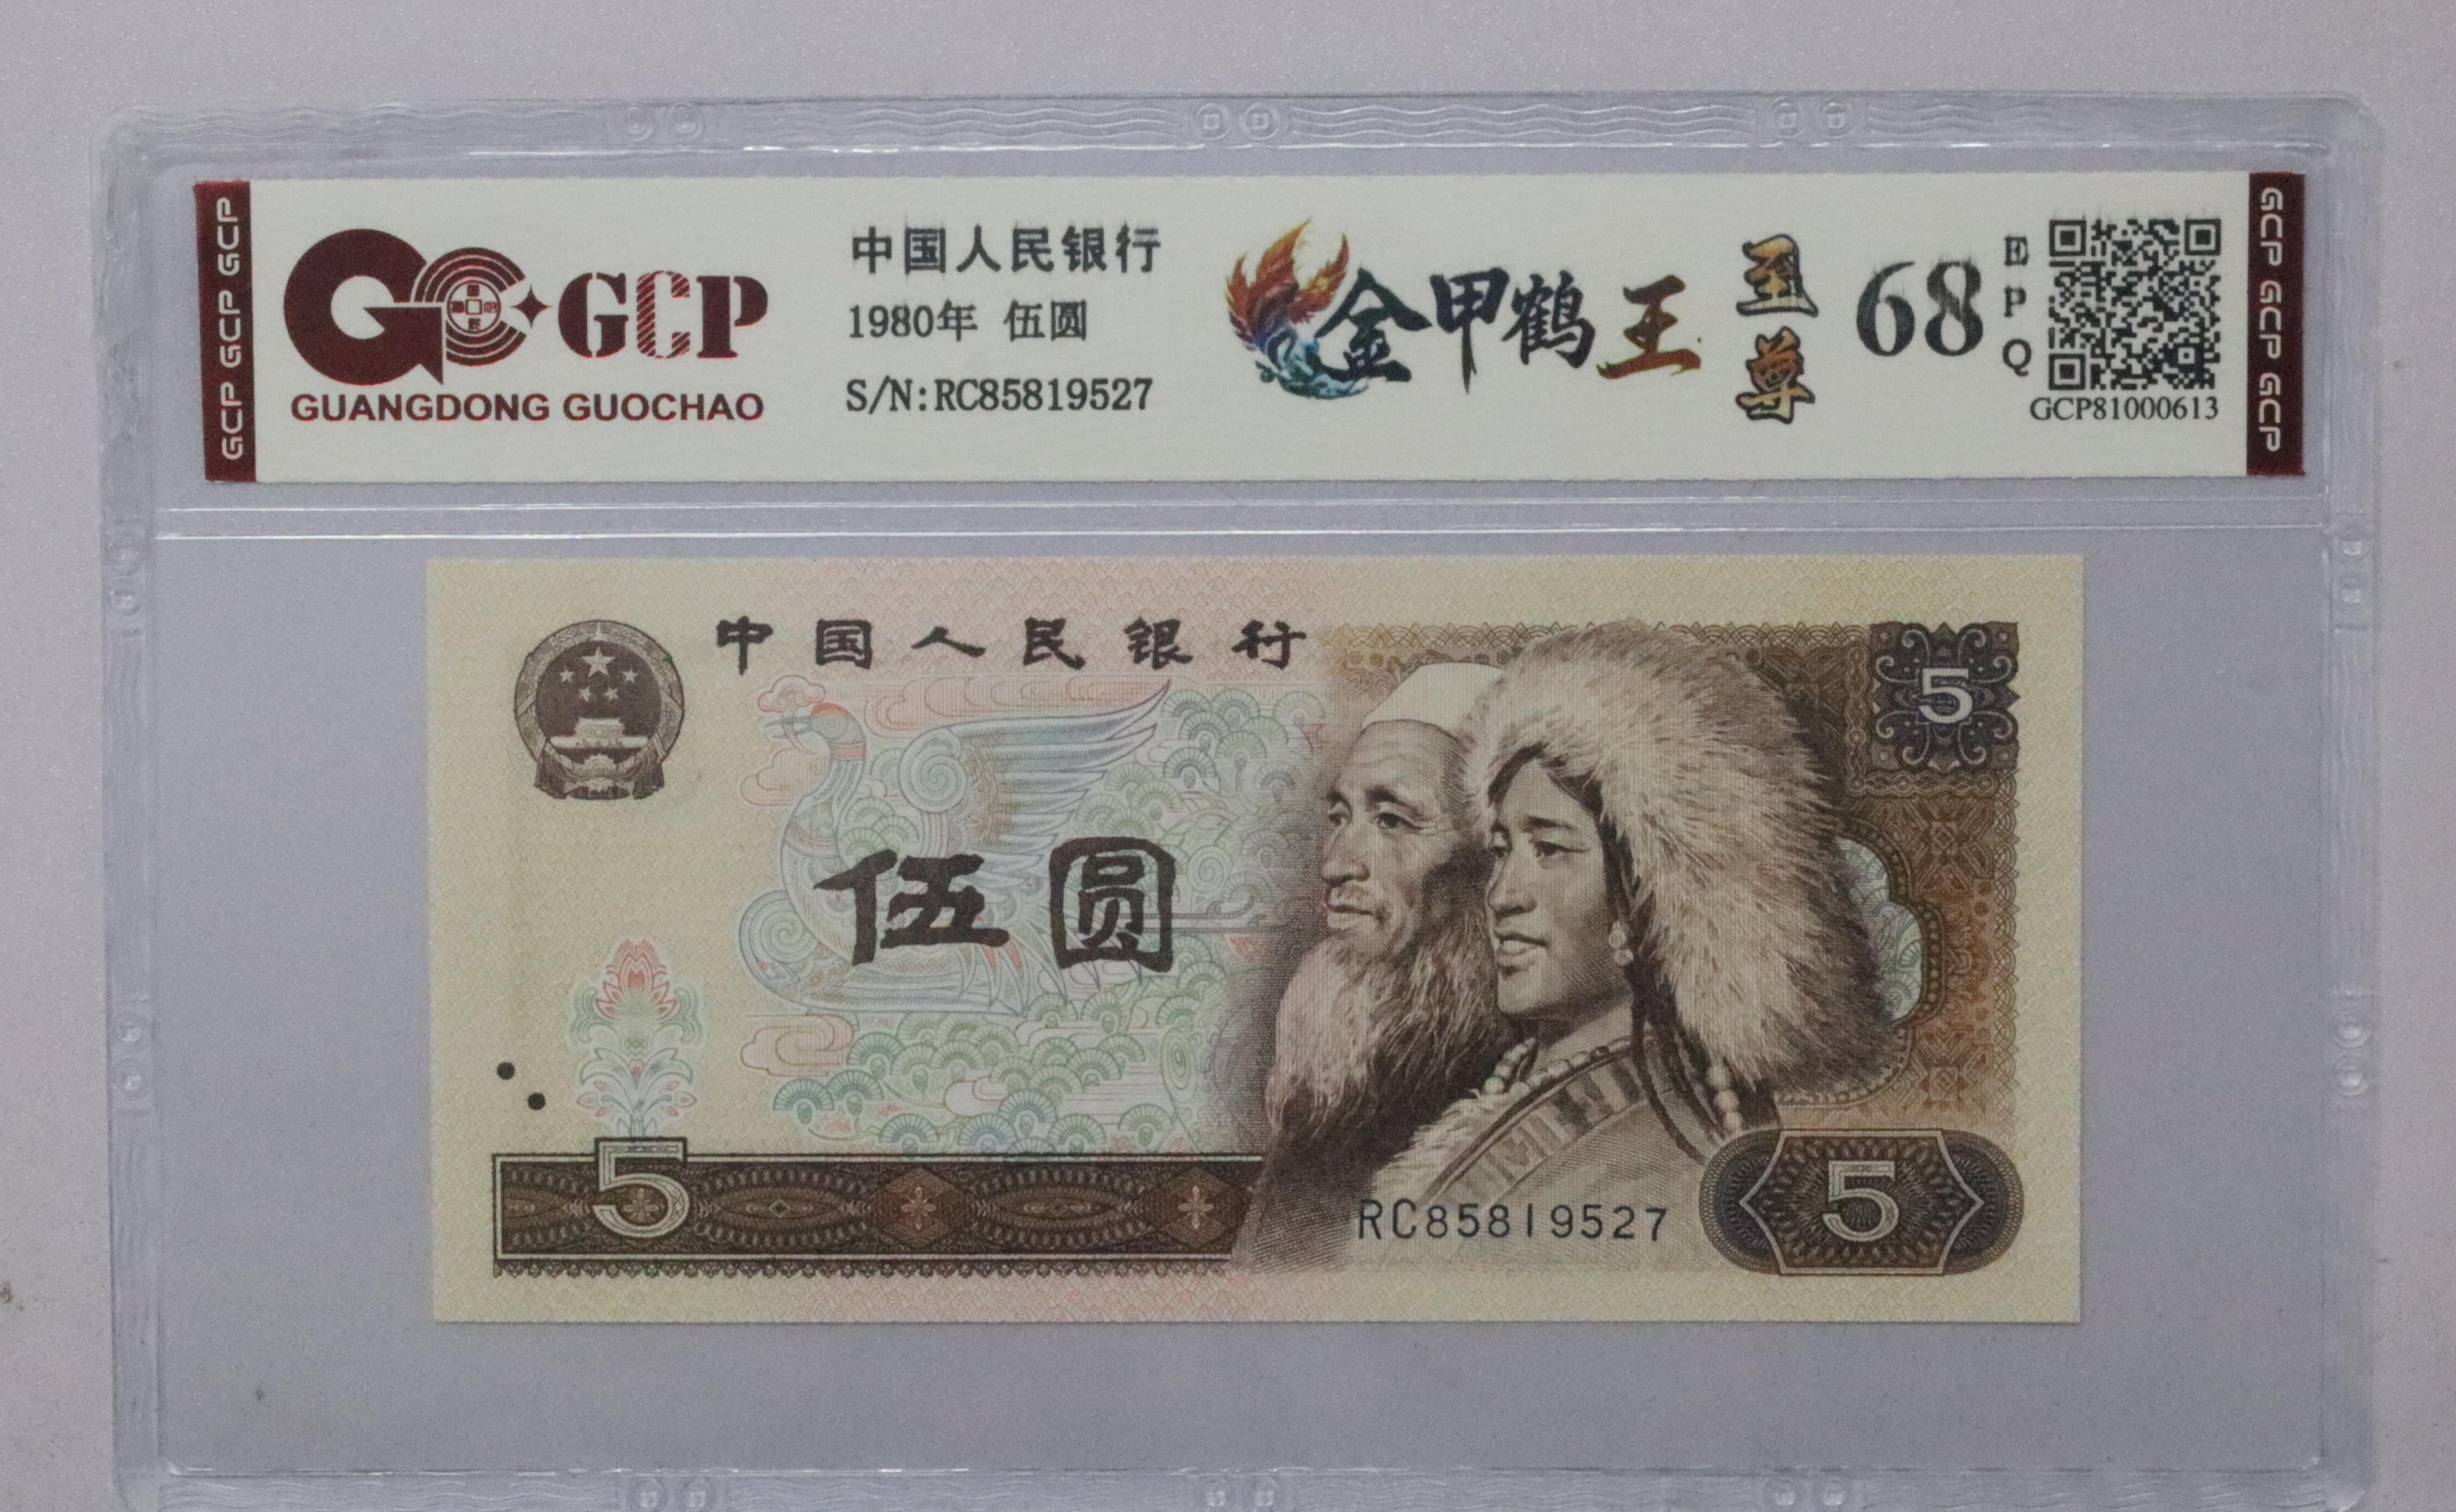 GCP GCP GCP
GCP
GUANGDONG GUOCHAO
中国人民银行
1980年 伍圆
S/N:RC85819527
金甲鹤王
至尊
68
EPQ
GCP81000613
GCP GCP GCP
中国人民银行
5
伍圆
5
RC85819527
5